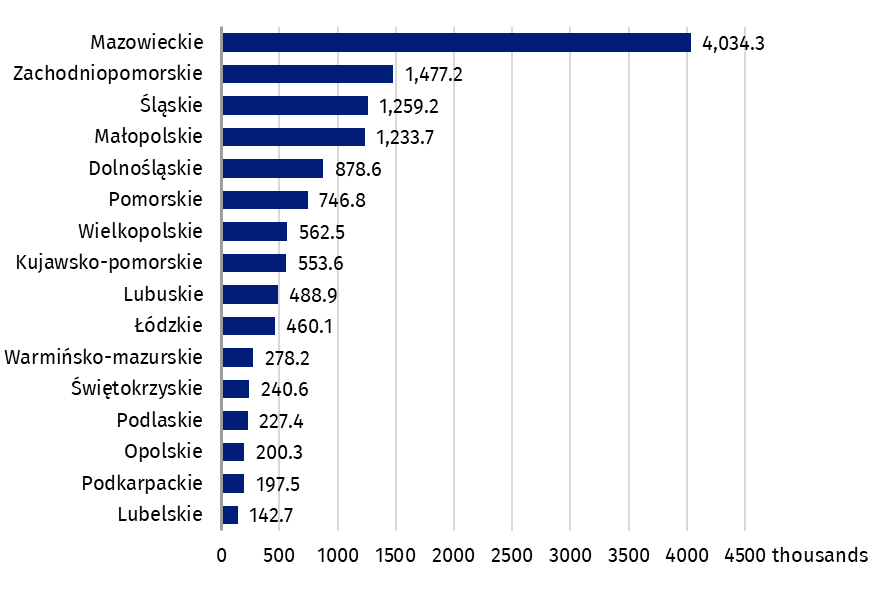 Mazowieckie 4,034.3
Zachodniopomorskie 1,477.2
Śląskie 1,259.2
Małopolskie 1,233.7
Dolnośląskie 878.6
Pomorskie 746.8
Wielkopolskie 562.5
Kujawsko-pomorskie 553.6
Lubuskie 488.9
Łódzkie 460.1
Warmińsko-mazurskie 278.2
Świętokrzyskie 240.6
Podlaskie 227.4
Opolskie 200.3
Podkarpackie 197.5
Lubelskie 142.7
0 500 1000 1500 2000 2500 3000 3500 4000 4500 thousands